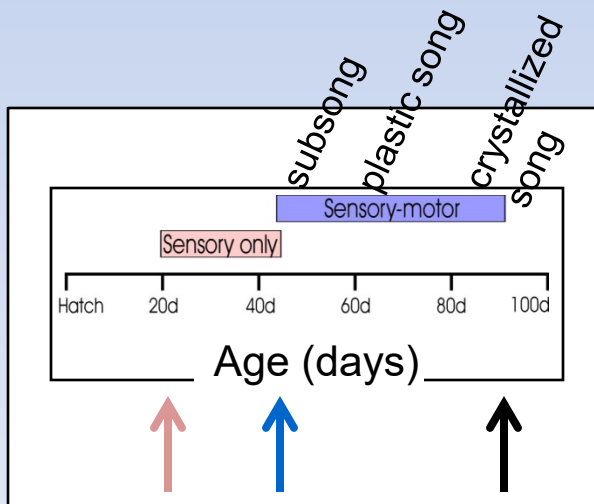 subsong
plastic song
crystallized
song
Sensory-motor
Sensory only
Hatch 20d 40d 60d 80d 100d
Age (days)